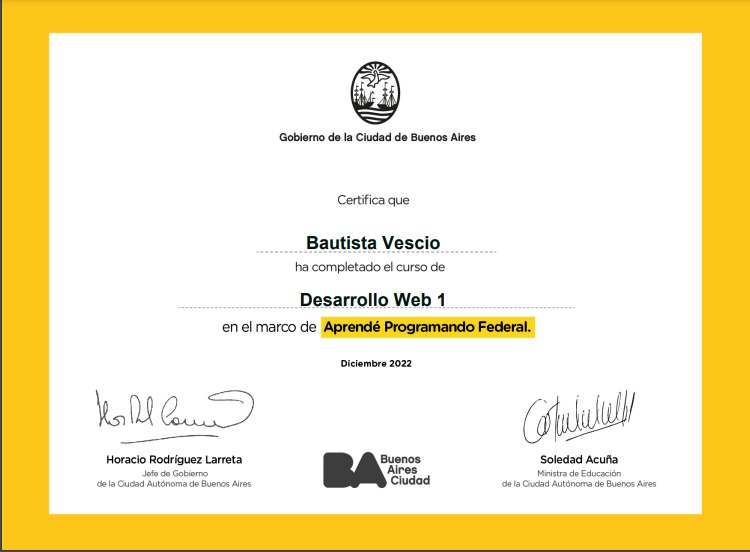 Gobierno de la Ciudad de Buenos Aires
Certifica que
Bautista Vescio
ha completado el curso de
Desarrollo Web 1
en el marco de Aprendé Programando Federal.
Diciembre 2022
Horacio Rodríguez Larreta
Jefe de Gobierno
de la Ciudad Autónoma de Buenos Aires
BA Buenos
Aires
Ciudad
Soledad Acuña
Ministra de Educación
de la Ciudad Autónoma de Buenos Aires